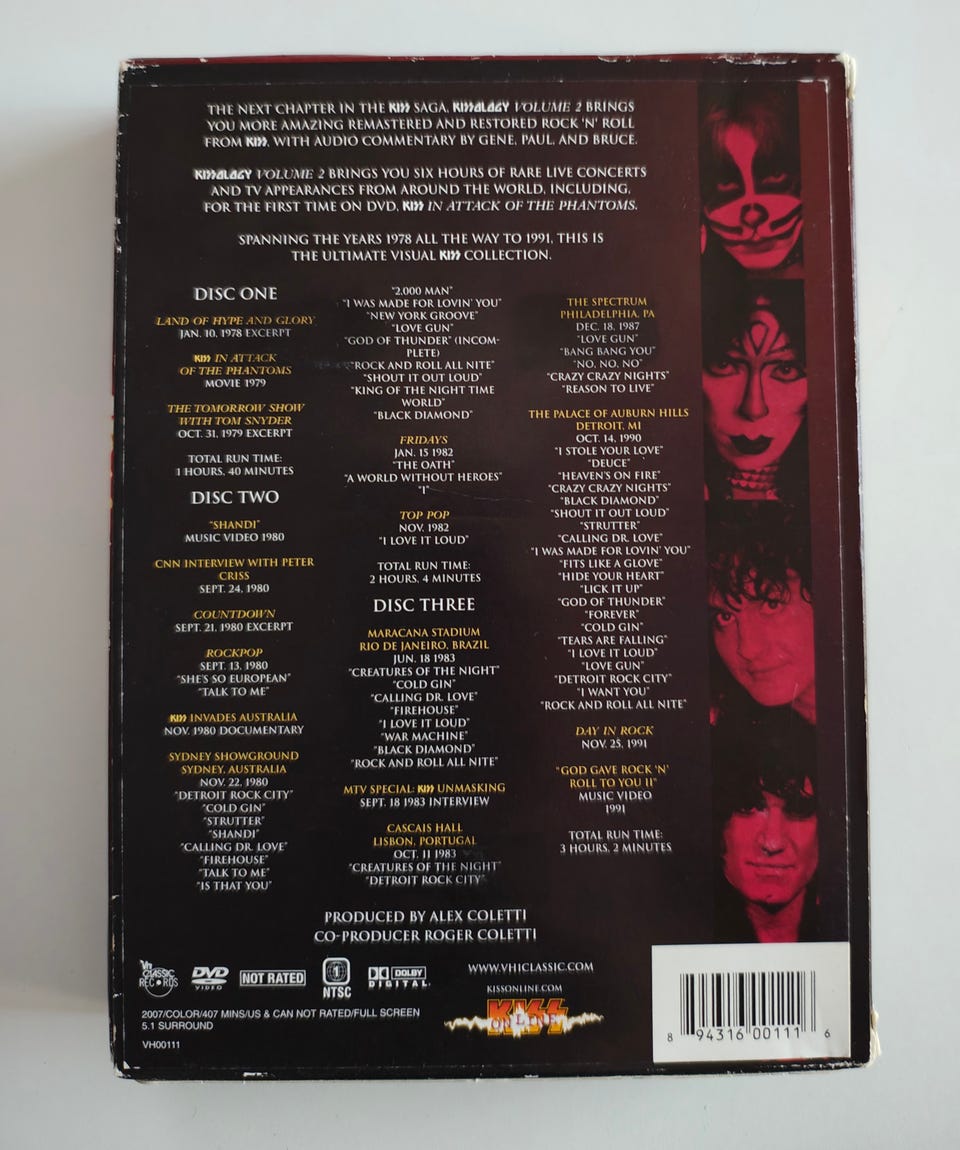 THE NEXT CHAPTER IN THE KISS SAGA, KISSOLOGY VOLUME 2 BRINGS
YOU MORE AMAZING REMASTERED AND RESTORED ROCK 'N' ROLL
FROM KISS, WITH AUDIO COMMENTARY BY GENE, PAUL, AND BRUCE.
KISSOLOGY VOLUME 2 BRINGS YOU SIX HOURS OF RARE LIVE CONCERTS
AND TV APPEARANCES FROM AROUND THE WORLD, INCLUDING,
FOR THE FIRST TIME ON DVD, KISS IN ATTACK OF THE PHANTOMS.
SPANNING THE YEARS 1978 ALL THE WAY TO 1991, THIS IS
THE ULTIMATE VISUAL KISS COLLECTION.
DISC ONE
LAND OF HYPE AND GLORY
JAN. 10, 1978 EXCERPT
KISS IN ATTACK
OF THE PHANTOMS
MOVIE 1979
THE TOMORROW SHOW
WITH TOM SNYDER
OCT. 31, 1979 EXCERPT
TOTAL RUN TIME:
1 HOURS, 40 MINUTES
DISC TWO
"SHANDI"
MUSIC VIDEO 1980
CNN INTERVIEW WITH PETER
CRISS
SEPT. 24, 1980
COUNTDOWN
SEPT. 21, 1980 EXCERPT
ROCKPOP
SEPT. 13, 1980
"SHE'S SO EUROPEAN"
"TALK TO ME"
KISS INVADES AUSTRALIA
NOV. 1980 DOCUMENTARY
SYDNEY SHOWGROUND
SYDNEY, AUSTRALIA
NOV. 22, 1980
"DETROIT ROCK CITY"
"COLD GIN"
"STRUTTER"
"SHANDI"
"CALLING DR. LOVE"
"FIREHOUSE"
"TALK TO ME"
"IS THAT YOU"
"2,000 MAN"
"I WAS MADE FOR LOVIN' YOU"
"NEW YORK GROOVE"
"LOVE GUN"
"GOD OF THUNDER" (INCOM-
PLETE)
"ROCK AND ROLL ALL NITE"
"SHOUT IT OUT LOUD"
"KING OF THE NIGHT TIME
WORLD"
"BLACK DIAMOND"
FRIDAYS
JAN. 15 1982
"THE OATH"
"A WORLD WITHOUT HEROES"
"I"
TOP POP
NOV. 1982
"I LOVE IT LOUD"
TOTAL RUN TIME:
2 HOURS, 4 MINUTES
DISC THREE
MARACANA STADIUM
RIO DE JANEIRO, BRAZIL
JUN. 18 1983
"CREATURES OF THE NIGHT"
"COLD GIN"
"CALLING DR. LOVE"
"FIREHOUSE"
"I LOVE IT LOUD"
"WAR MACHINE"
"BLACK DIAMOND"
"ROCK AND ROLL ALL NITE"
MTV SPECIAL: KISS UNMASKING
SEPT. 18 1983 INTERVIEW
CASCAIS HALL
LISBON, PORTUGAL
OCT. 11 1983
"CREATURES OF THE NIGHT"
"DETROIT ROCK CITY"
THE SPECTRUM
PHILADELPHIA, PA
DEC. 18, 1987
"LOVE GUN"
"BANG BANG YOU"
"NO, NO, NO"
"CRAZY CRAZY NIGHTS"
"REASON TO LIVE"
THE PALACE OF AUBURN HILLS
DETROIT, MI
OCT. 14, 1990
"I STOLE YOUR LOVE"
"DEUCE"
"HEAVEN'S ON FIRE"
"CRAZY CRAZY NIGHTS"
"BLACK DIAMOND"
"SHOUT IT OUT LOUD"
"STRUTTER"
"CALLING DR. LOVE"
"I WAS MADE FOR LOVIN' YOU"
"FITS LIKE A GLOVE"
"HIDE YOUR HEART"
"LICK IT UP"
"GOD OF THUNDER"
"FOREVER"
"COLD GIN"
"TEARS ARE FALLING"
"I LOVE IT LOUD"
"LOVE GUN"
"DETROIT ROCK CITY"
"I WANT YOU"
"ROCK AND ROLL ALL NITE"
DAY IN ROCK
NOV. 25, 1991
"GOD GAVE ROCK 'N'
ROLL TO YOU II"
MUSIC VIDEO
1991
TOTAL RUN TIME:
3 HOURS, 2 MINUTES
PRODUCED BY ALEX COLETTI
CO-PRODUCER ROGER COLETTI
VH1 CLASSIC RECORDS
DVD VIDEO
NOT RATED
1
NTSC
DOLBY DIGITAL
WWW.VH1CLASSIC.COM
KISSONLINE.COM
KISS ONLINE
2007/COLOR/407 MINS/US & CAN NOT RATED/FULL SCREEN
5.1 SURROUND
VH00111
8 94316 00111 6